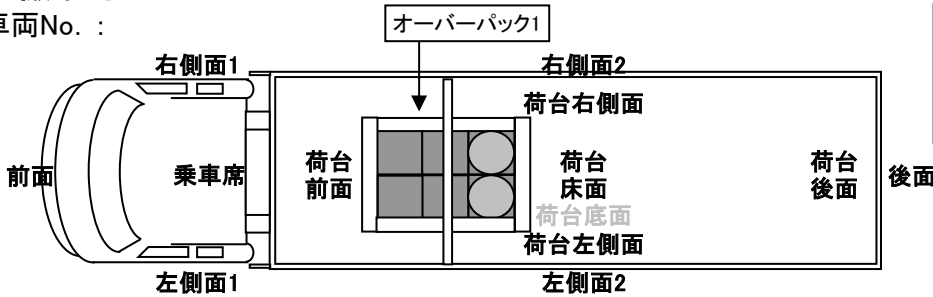 車両No. :
オーバーパック1
右側面1
右側面2
荷台右側面
前面
乗車席
荷台
前面
荷台
床面
荷台
後面
後面
荷台底面
荷台左側面
左側面1
左側面2